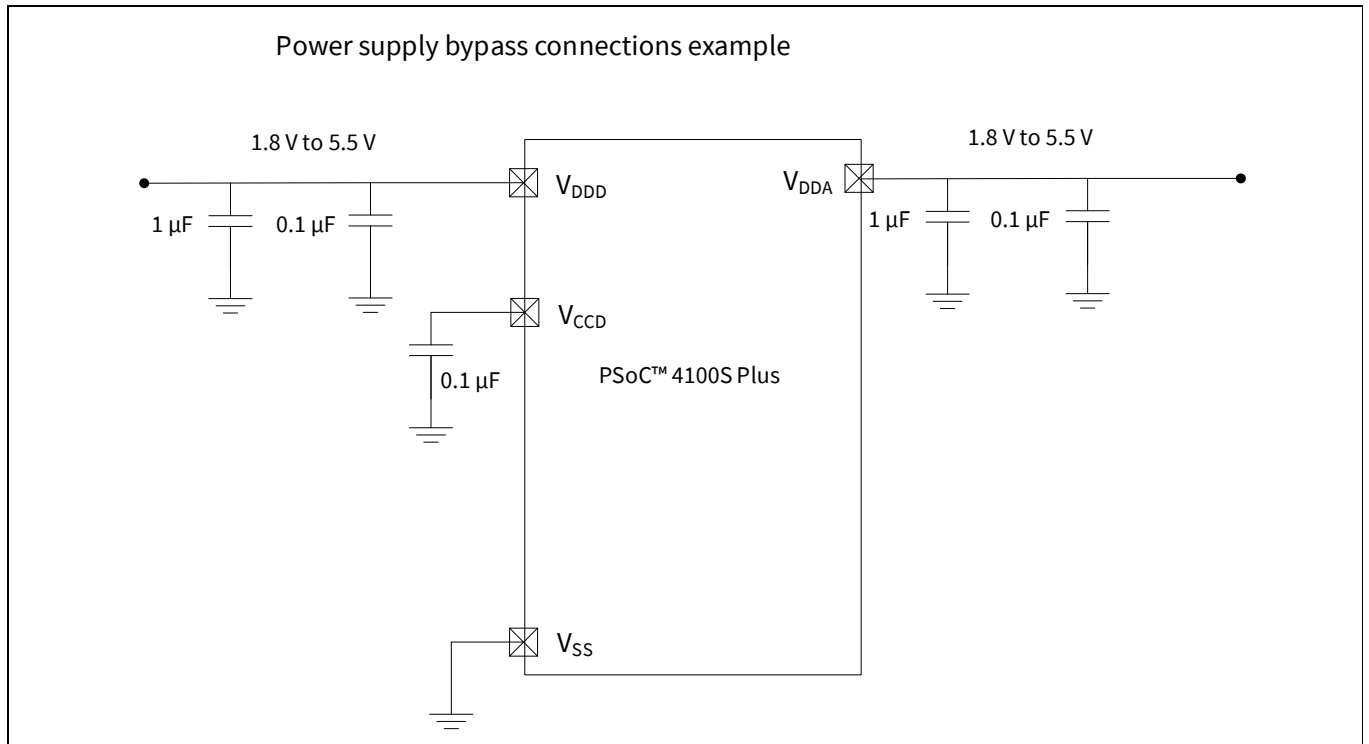 Power supply bypass connections example
1.8 V to 5.5 V
1.8 V to 5.5 V
VDDD
VDDA
1 µF
0.1 µF
1 µF
0.1 µF
VCCD
0.1 µF
PSoC™ 4100S Plus
VSS